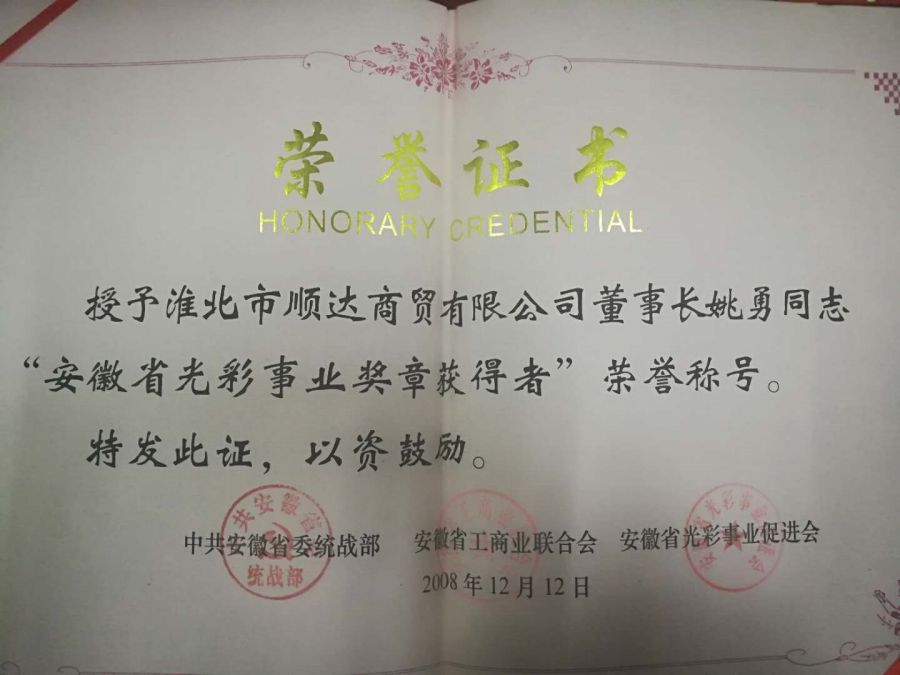 荣誉证书
HONORARY CREDENTIAL
授予淮北市顺达商贸有限公司董事长姚勇同志
“安徽省光彩事业奖章获得者”荣誉称号。
特发此证，以资鼓励。
中共安徽省委统战部 安徽省工商业联合会 安徽省光彩事业促进会
2008年12月12日
统战部